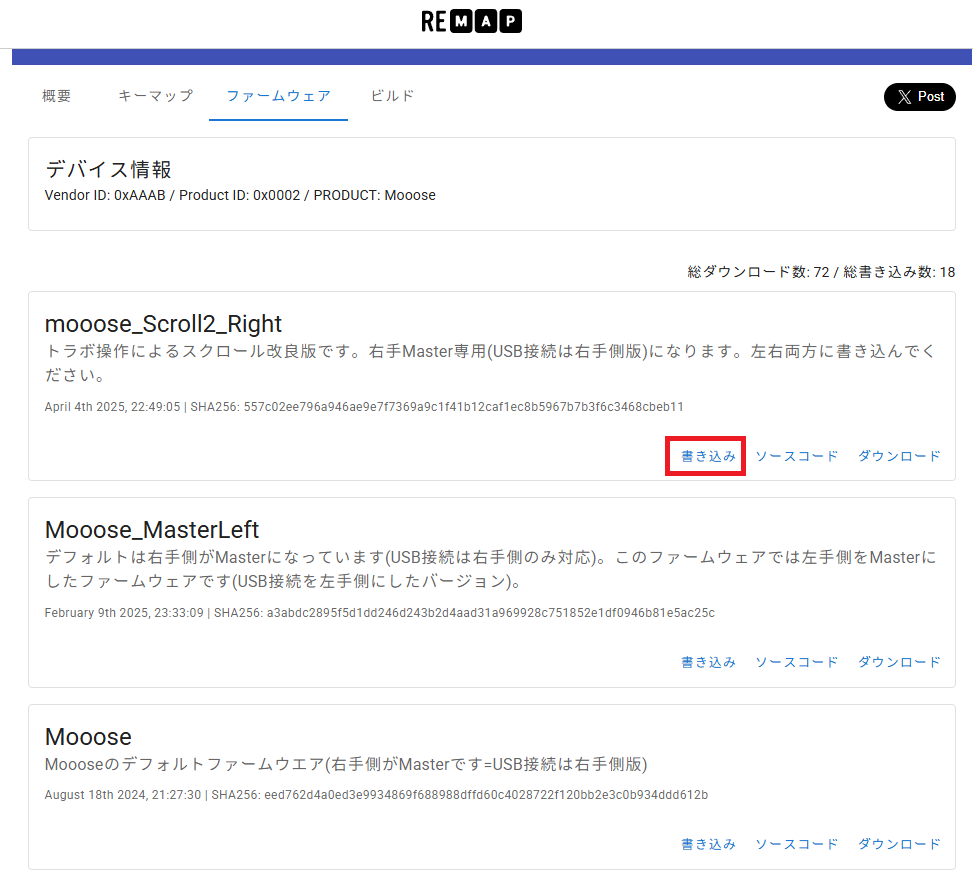 REMAP
概要 キーマップ ファームウェア ビルド
Post
デバイス情報
Vendor ID: 0xAAAB / Product ID: 0x0002 / PRODUCT: Mooose
総ダウンロード数: 72 / 総書き込み数: 18
mooose_Scroll2_Right
トラボ操作によるスクロール改良版です。右手Master専用(USB接続は右手側版)になります。左右両方に書き込んでく
ださい。
April 4th 2025, 22:49:05 | SHA256: 557c02ee796a946ae9e7f7369a9c1f41b12caf1ec8b5967b7b3f6c3468cbeb11
書き込み ソースコード ダウンロード
Mooose_MasterLeft
デフォルトは右手側がMasterになっています(USB接続は右手側のみ対応)。このファームウェアでは左手側をMasterに
したファームウェアです(USB接続を左手側にしたバージョン)。
February 9th 2025, 23:33:09 | SHA256: a3abdc2895f5d1dd246d243b2d4aad31a969928c751852e1df0946b81e5ac25c
書き込み ソースコード ダウンロード
Mooose
Moooseのデフォルトファームウエア(右手側がMasterです=USB接続は右手側版)
August 18th 2024, 21:27:30 | SHA256: eed762d4a0ed3e9934869f688988dffd60c4028722f120bb2e3c0b934ddd612b
書き込み ソースコード ダウンロード